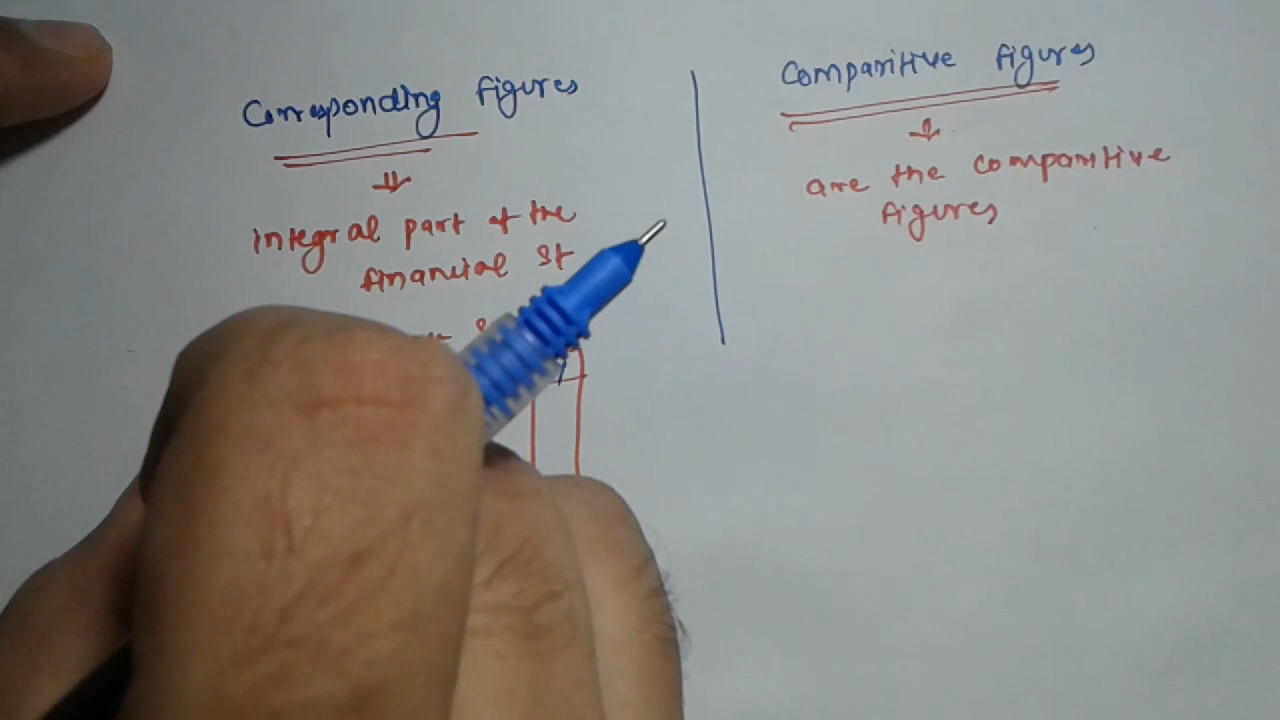 Corresponding figures
Integral part of the
financial St
Comparitive figures
are the comparitive
figures